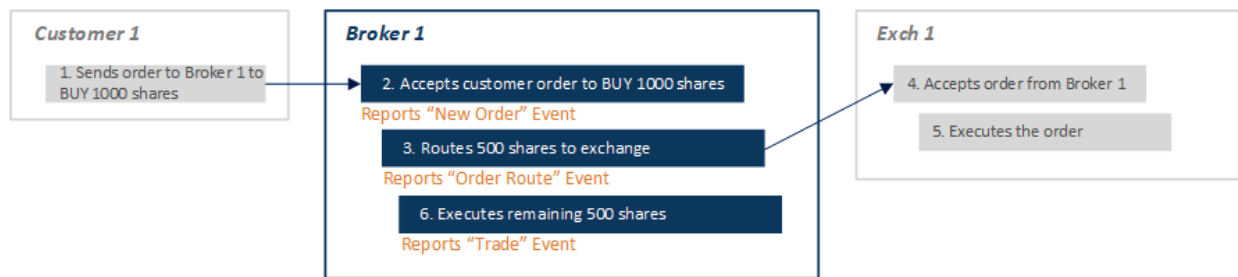 Customer 1
1. Sends order to Broker 1 to
BUY 1000 shares
Broker 1
2. Accepts customer order to BUY 1000 shares
Reports “New Order” Event
3. Routes 500 shares to exchange
Reports “Order Route” Event
6. Executes remaining 500 shares
Reports “Trade” Event
Exch 1
4. Accepts order from Broker 1
5. Executes the order